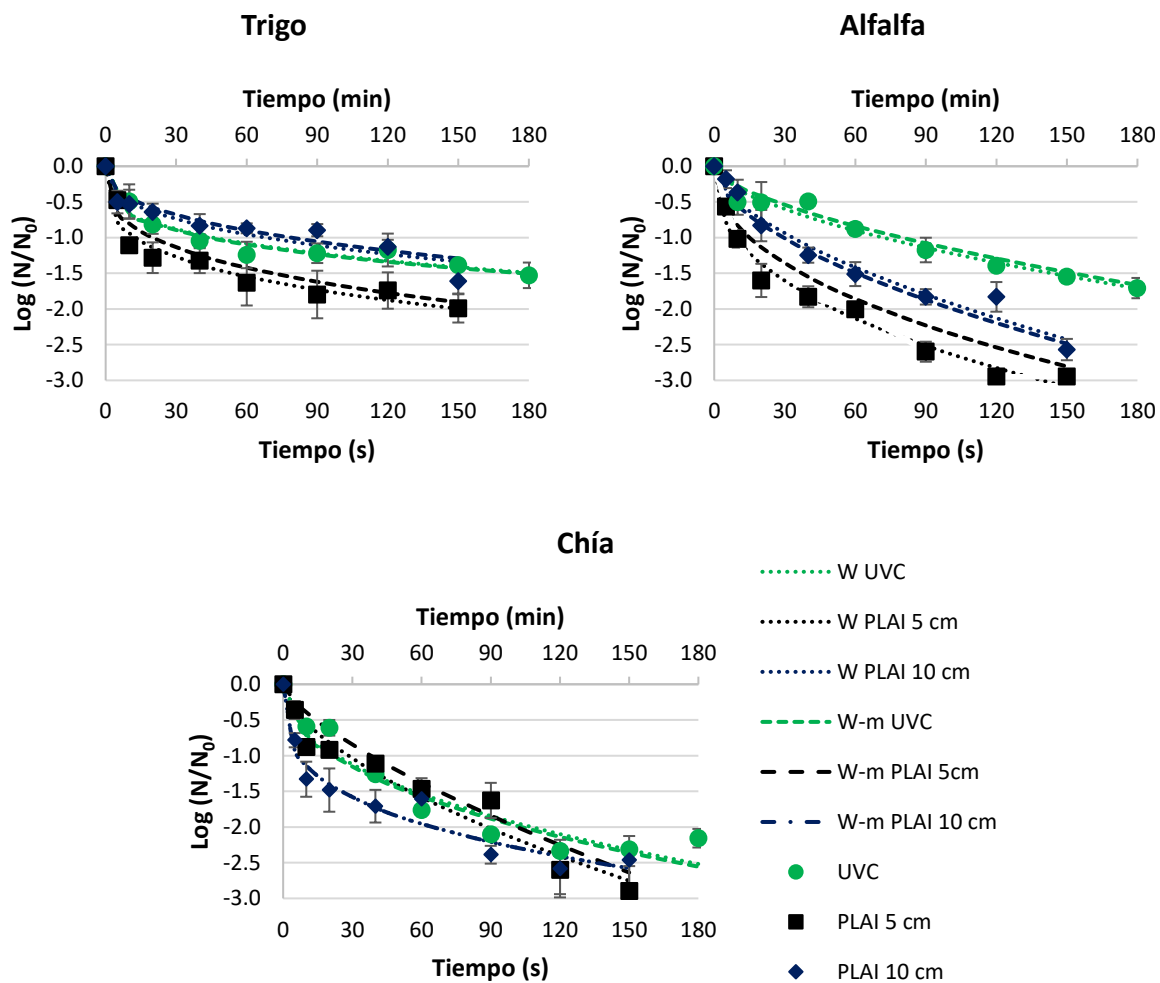 Trigo
Tiempo (min)
0 30 60 90 120 150 180
Log (N/N0)
0.0
-0.5
-1.0
-1.5
-2.0
-2.5
-3.0
0 30 60 90 120 150 180
Tiempo (s)
Alfalfa
Tiempo (min)
0 30 60 90 120 150 180
Log (N/N0)
0.0
-0.5
-1.0
-1.5
-2.0
-2.5
-3.0
0 30 60 90 120 150 180
Tiempo (s)
Chía
Tiempo (min)
0 30 60 90 120 150 180
Log (N/N0)
0.0
-0.5
-1.0
-1.5
-2.0
-2.5
-3.0
0 30 60 90 120 150 180
Tiempo (s)
W UVC
W PLAI 5 cm
W PLAI 10 cm
W-m UVC
W-m PLAI 5cm
W-m PLAI 10 cm
UVC
PLAI 5 cm
PLAI 10 cm